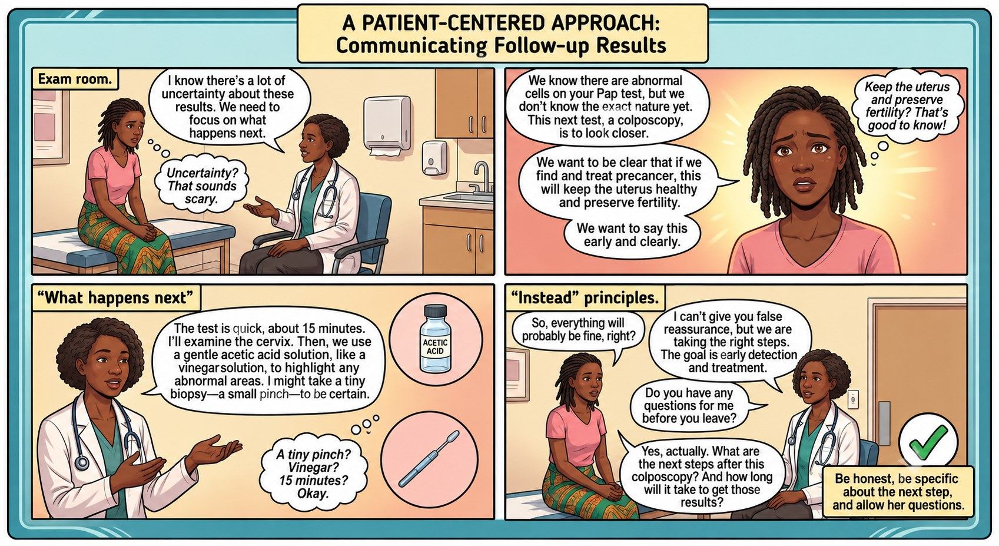 A PATIENT-CENTERED APPROACH:
Communicating Follow-up Results
Exam room.
I know there's a lot of
uncertainty about these
results. We need to
focus on what
happens next.
Uncertainty?
That sounds
scary.
We know there are abnormal
cells on your Pap test, but we
don't know the exact nature yet.
This next test, a colposcopy,
is to look closer.
We want to be clear that if we
find and treat precancer, this
will keep the uterus healthy
and preserve fertility.
We want to say this
early and clearly.
Keep the uterus
and preserve
fertility? That's
good to know!
"What happens next"
The test is quick, about 15 minutes.
I'll examine the cervix. Then, we use
a gentle acetic acid solution, like a
vinegar solution, to highlight any
abnormal areas. I might take a tiny
biopsy—a small pinch—to be certain.
ACETIC
ACID
A tiny pinch?
Vinegar?
15 minutes?
Okay.
"Instead" principles.
So, everything will
probably be fine, right?
I can't give you false
reassurance, but we are
taking the right steps.
The goal is early detection
and treatment.
Do you have any
questions for me
before you leave?
Yes, actually. What are
the next steps after this
colposcopy? And how long
will it take to get those
results?
Be honest, be specific
about the next step,
and allow her questions.